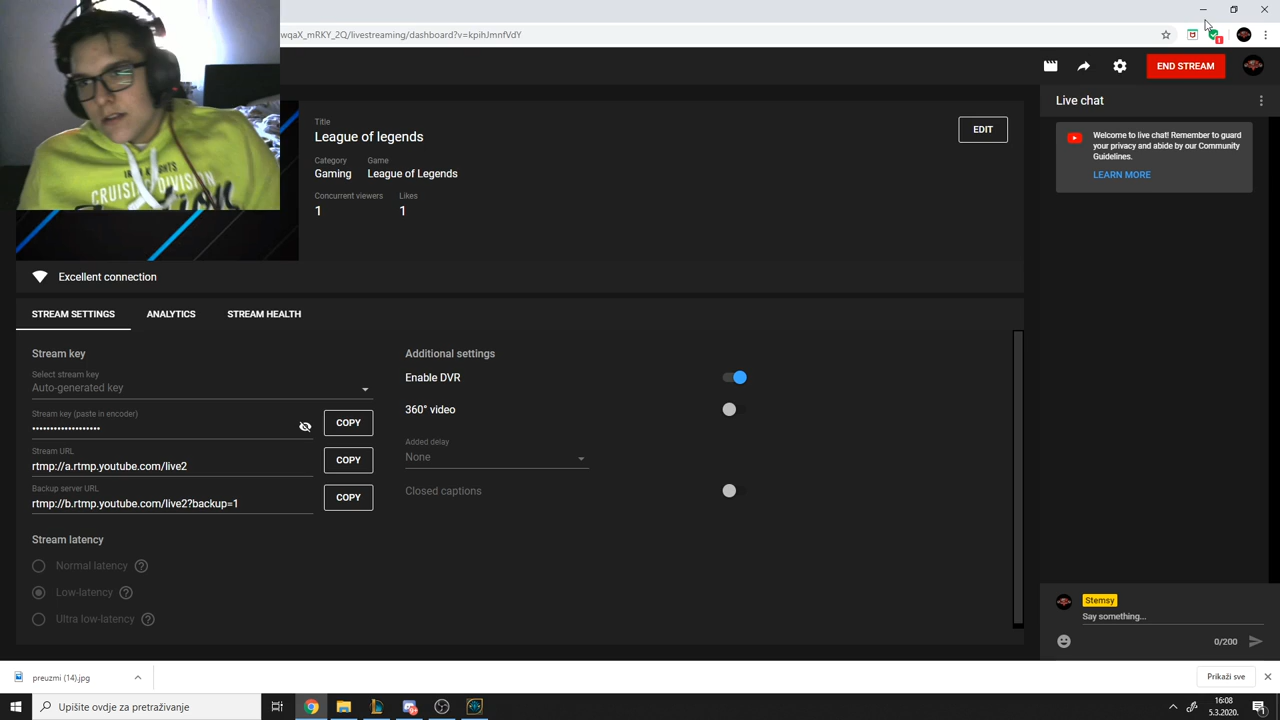 wqaX_mRKY_2Q/livestreaming/dashboard?v=kpihJmnfVdY
1
END STREAM
Title
League of legends
EDIT
Category
Game
Gaming
League of Legends
Concurrent viewers
Likes
1
1
Excellent connection
STREAM SETTINGS
ANALYTICS
STREAM HEALTH
Stream key
Select stream key
Auto-generated key
Stream key (paste in encoder)
••••••••••••••••••
COPY
Stream URL
rtmp://a.rtmp.youtube.com/live2
COPY
Backup server URL
rtmp://b.rtmp.youtube.com/live2?backup=1
COPY
Stream latency
Normal latency
Low-latency
Ultra low-latency
Additional settings
Enable DVR
360° video
Added delay
None
Closed captions
Live chat
Welcome to live chat! Remember to guard
your privacy and abide by our Community
Guidelines.
LEARN MORE
Stemsy
Say something...
0/200
CRUISING DIVISION
preuzmi (14).jpg
Prikaži sve
Upišite ovdje za pretraživanje
16:08
5.3.2020.
1